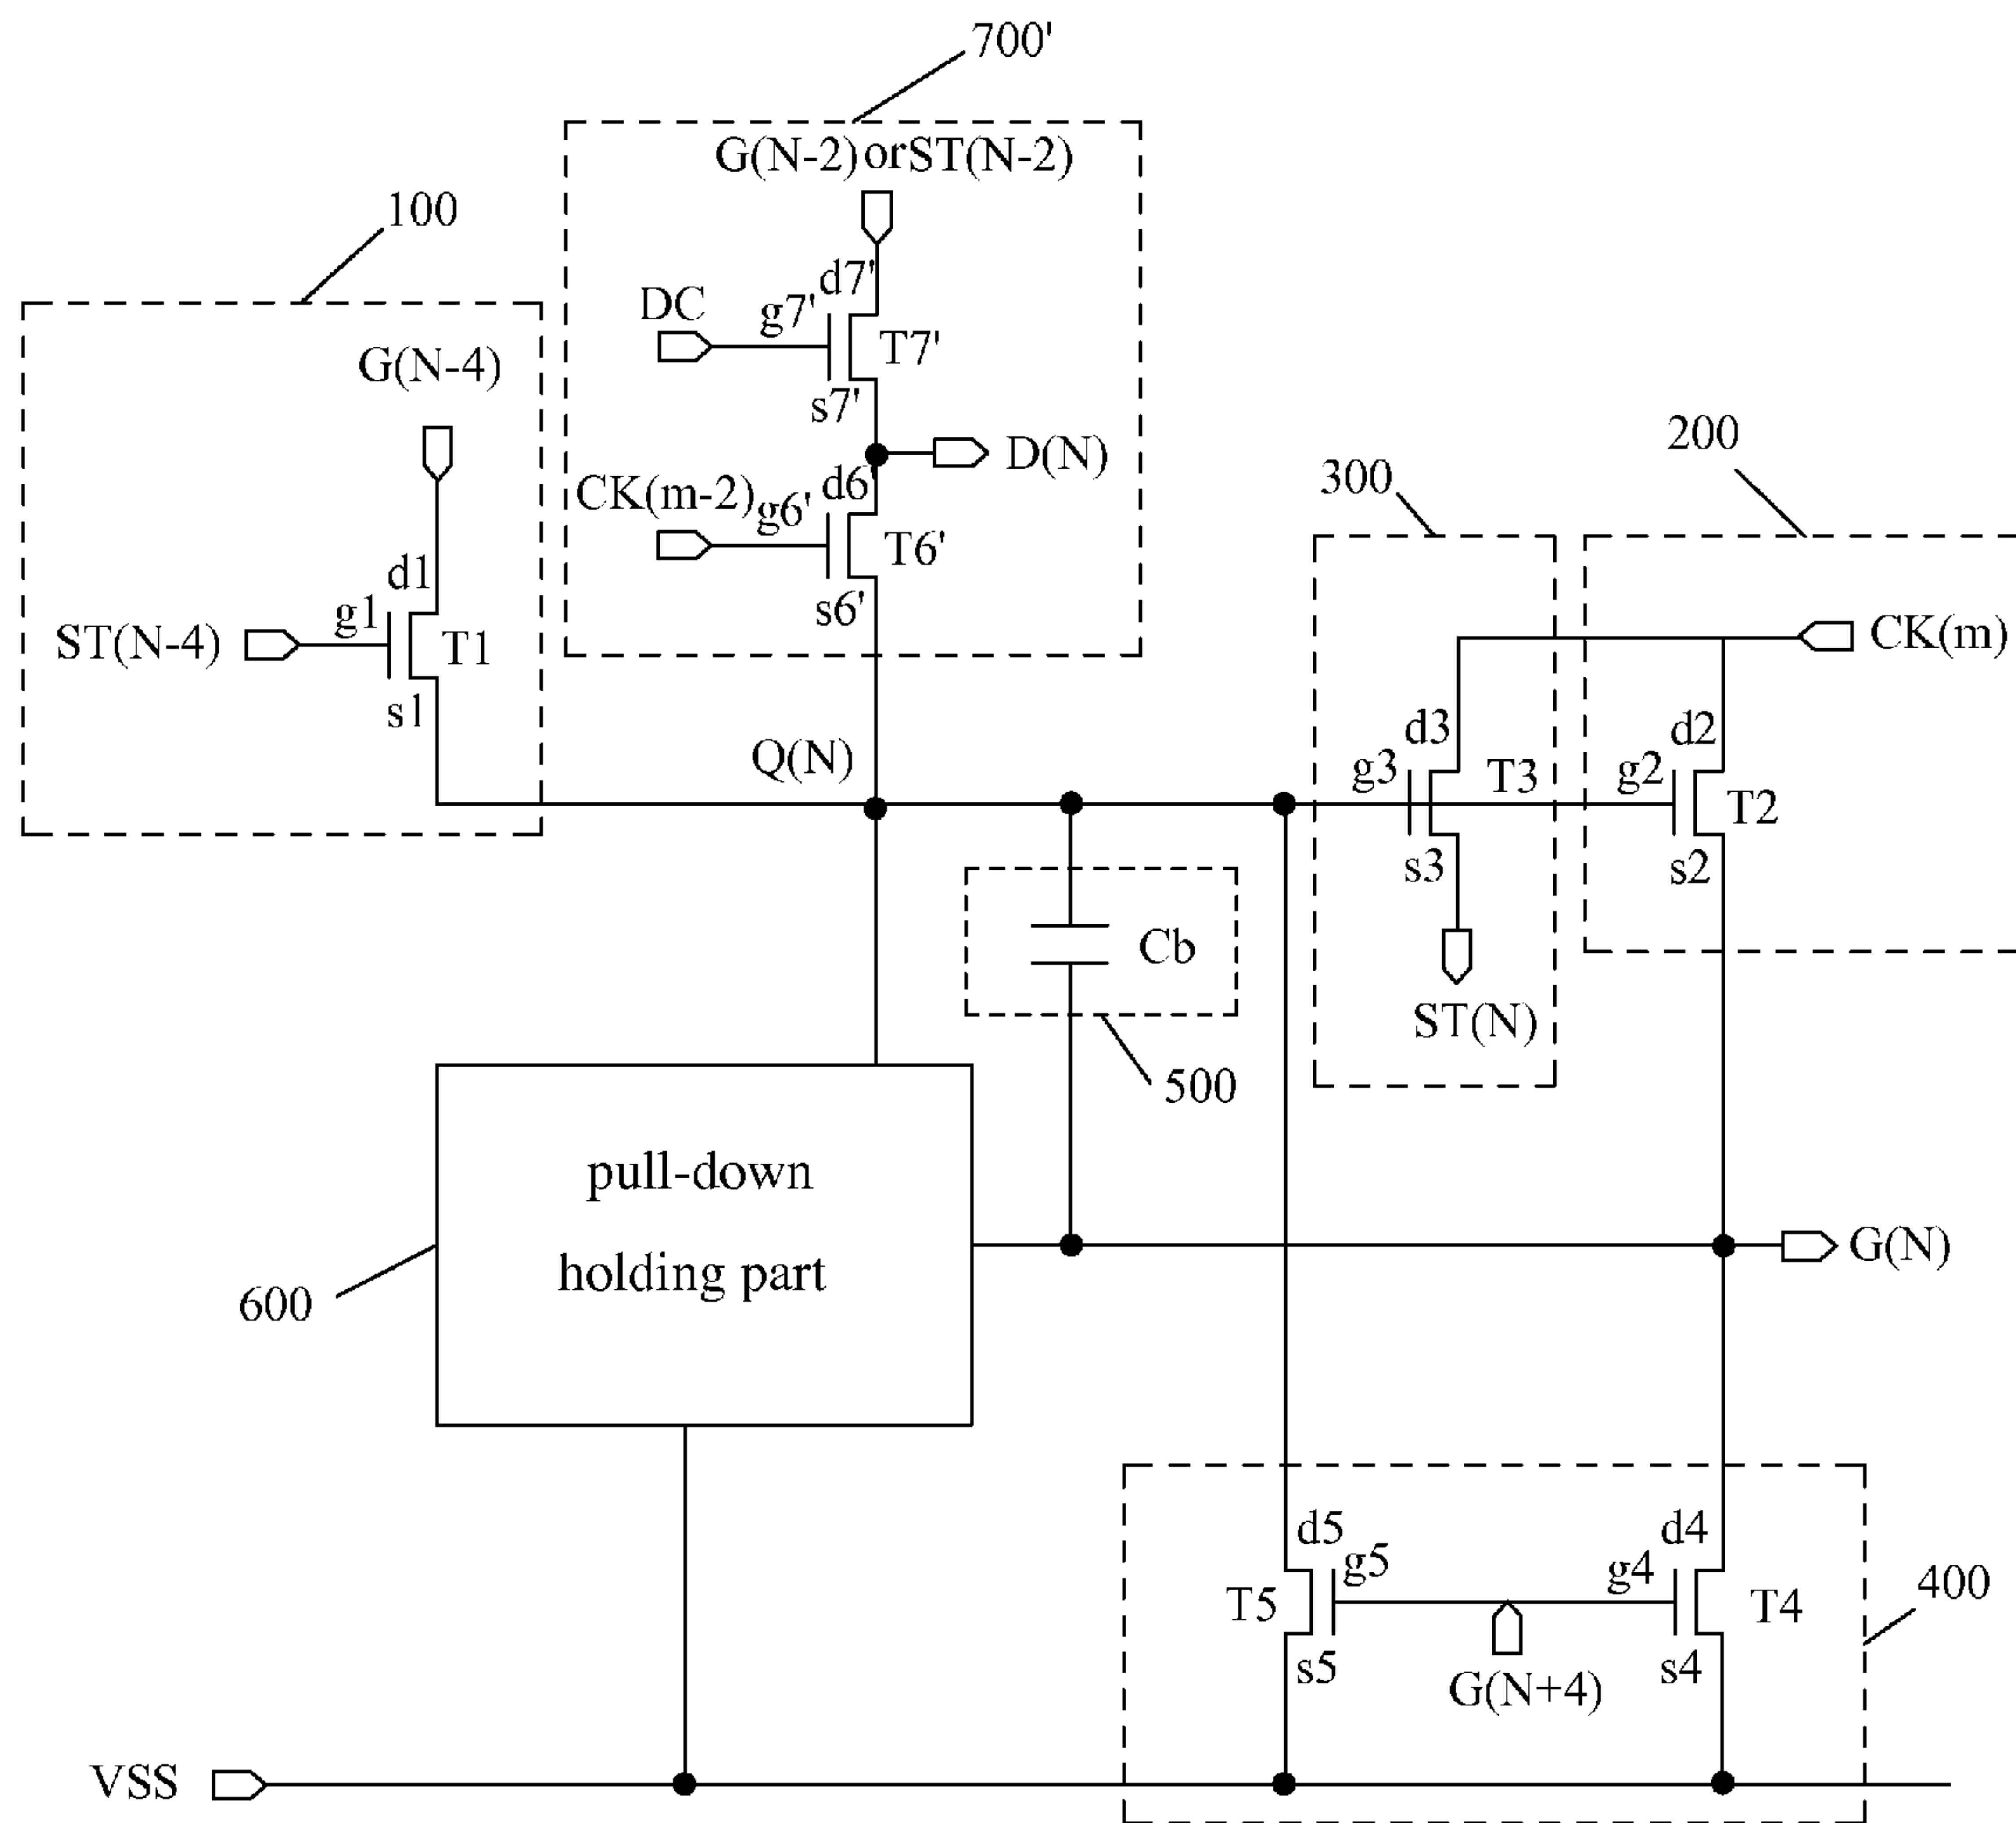 700'
G(N-2) orST(N-2)
100
d7'
DC
g7'
T7'
G(N-4)
s7'
D(N)
200
300
d6'
CK(m-2)
g6'
T6'
d1
s6'
g1
ST(N-4)
T1
CK(m)
s1
d3
d2
Q(N)
g3
T3
g2
T2
s3
s2
Cb
ST(N)
500
pull-down
holding part
G(N)
600
d5
d4
g5
g4
T5
T4
400
s5
s4
G(N+4)
VSS